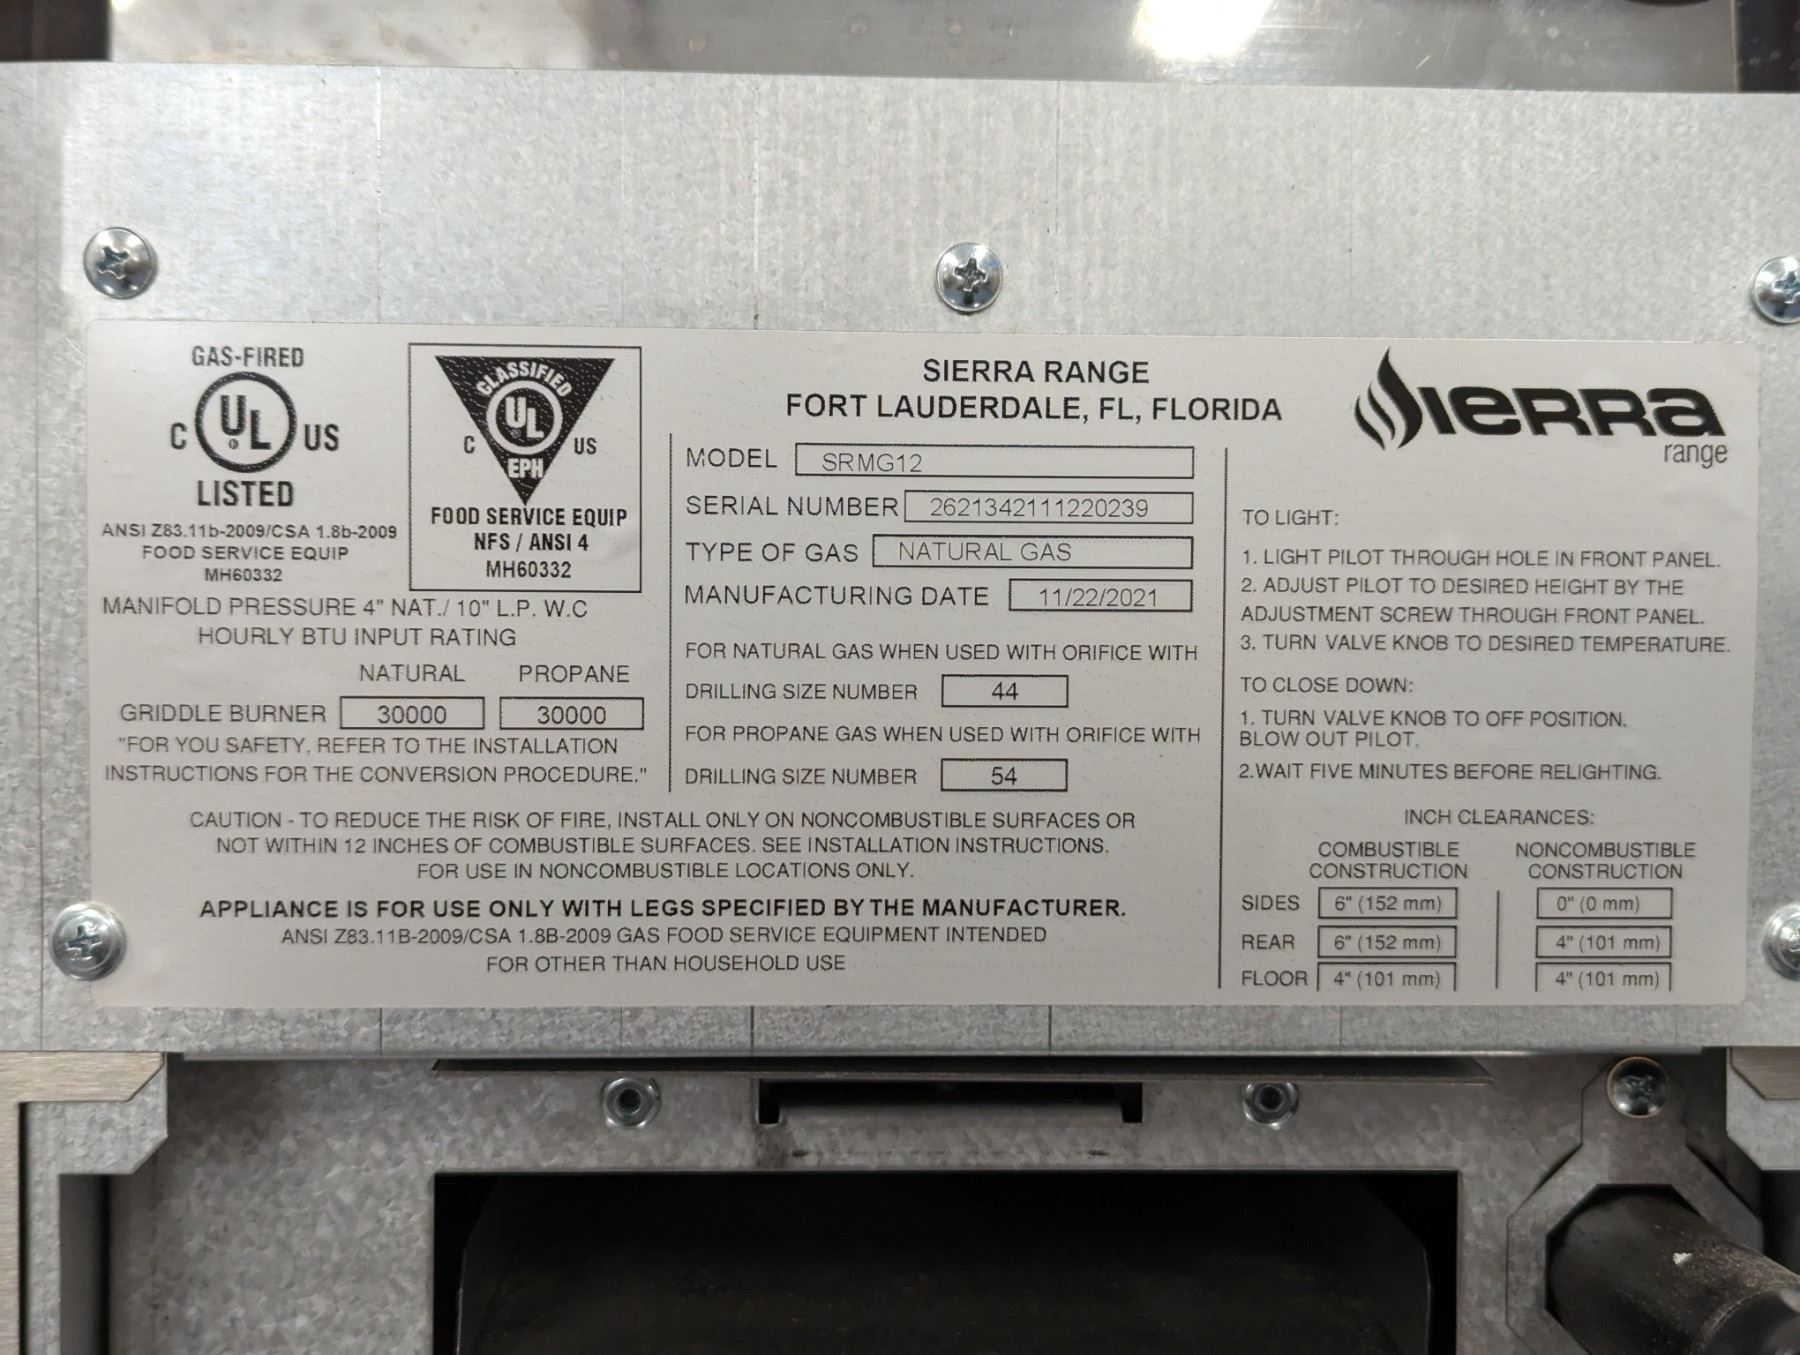 GAS-FIRED
C UL US
LISTED
ANSI Z83.11b-2009/CSA 1.8b-2009
FOOD SERVICE EQUIP
MH60332
CLASSIFIED
C UL US
EPH
FOOD SERVICE EQUIP
NFS / ANSI 4
MH60332
MANIFOLD PRESSURE 4" NAT./ 10" L.P. W.C
HOURLY BTU INPUT RATING
NATURAL PROPANE
GRIDDLE BURNER 30000 30000
"FOR YOU SAFETY, REFER TO THE INSTALLATION
INSTRUCTIONS FOR THE CONVERSION PROCEDURE."
SIERRA RANGE
FORT LAUDERDALE, FL, FLORIDA
MODEL SRMG12
SERIAL NUMBER 2621342111220239
TYPE OF GAS NATURAL GAS
MANUFACTURING DATE 11/22/2021
FOR NATURAL GAS WHEN USED WITH ORIFICE WITH
DRILLING SIZE NUMBER 44
FOR PROPANE GAS WHEN USED WITH ORIFICE WITH
DRILLING SIZE NUMBER 54
CAUTION - TO REDUCE THE RISK OF FIRE, INSTALL ONLY ON NONCOMBUSTIBLE SURFACES OR
NOT WITHIN 12 INCHES OF COMBUSTIBLE SURFACES. SEE INSTALLATION INSTRUCTIONS.
FOR USE IN NONCOMBUSTIBLE LOCATIONS ONLY.
APPLIANCE IS FOR USE ONLY WITH LEGS SPECIFIED BY THE MANUFACTURER.
ANSI Z83.11B-2009/CSA 1.8B-2009 GAS FOOD SERVICE EQUIPMENT INTENDED
FOR OTHER THAN HOUSEHOLD USE
SIERRA
range
TO LIGHT:
1. LIGHT PILOT THROUGH HOLE IN FRONT PANEL.
2. ADJUST PILOT TO DESIRED HEIGHT BY THE
ADJUSTMENT SCREW THROUGH FRONT PANEL.
3. TURN VALVE KNOB TO DESIRED TEMPERATURE.
TO CLOSE DOWN:
1. TURN VALVE KNOB TO OFF POSITION.
BLOW OUT PILOT.
2.WAIT FIVE MINUTES BEFORE RELIGHTING.
INCH CLEARANCES:
COMBUSTIBLE NONCOMBUSTIBLE
CONSTRUCTION CONSTRUCTION
SIDES 6" (152 mm) 0" (0 mm)
REAR 6" (152 mm) 4" (101 mm)
FLOOR 4" (101 mm) 4" (101 mm)